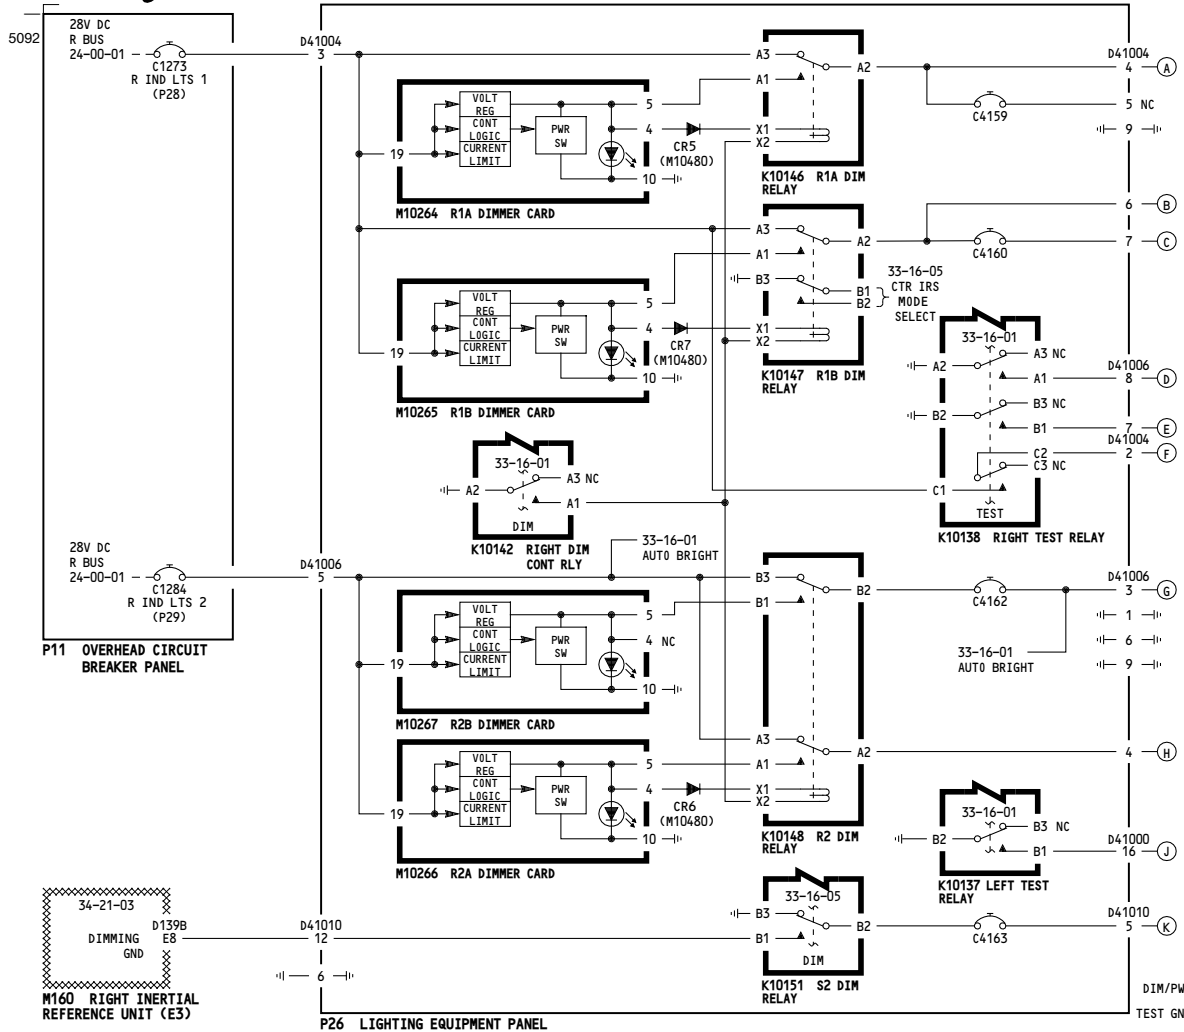 5092
28V DC
R BUS
24-00-01
C1273
R IND LTS 1
(P28)
28V DC
R BUS
24-00-01
C1284
R IND LTS 2
(P29)
P11 OVERHEAD CIRCUIT
BREAKER PANEL
34-21-03
D139B
DIMMING E8
GND
M160 RIGHT INERTIAL
REFERENCE UNIT (E3)
D41004
3
19
VOLT
REG
CONT
LOGIC
CURRENT
LIMIT
PWR
SW
5
4
10
CR5
(M10480)
M10264 R1A DIMMER CARD
19
VOLT
REG
CONT
LOGIC
CURRENT
LIMIT
PWR
SW
5
4
10
CR7
(M10480)
M10265 R1B DIMMER CARD
33-16-01
A2
A3 NC
A1
DIM
K10142 RIGHT DIM
CONT RLY
33-16-01
AUTO BRIGHT
D41006
5
19
VOLT
REG
CONT
LOGIC
CURRENT
LIMIT
PWR
SW
5
4 NC
10
M10267 R2B DIMMER CARD
19
VOLT
REG
CONT
LOGIC
CURRENT
LIMIT
PWR
SW
5
4
10
CR6
(M10480)
M10266 R2A DIMMER CARD
D41010
12
6
P26 LIGHTING EQUIPMENT PANEL
A3
A1
A2
X1
X2
K10146 R1A DIM
RELAY
A3
A1
A2
B3
B1
B2
X1
X2
33-16-05
CTR IRS
MODE
SELECT
K10147 R1B DIM
RELAY
B3
B1
B2
A3
A1
A2
X1
X2
K10148 R2 DIM
RELAY
33-16-05
B3
B1
B2
DIM
K10151 S2 DIM
RELAY
C4159
C4160
33-16-01
A2
A3 NC
A1
B2
B3 NC
B1
C2
C3 NC
C1
TEST
K10138 RIGHT TEST RELAY
C4162
33-16-01
AUTO BRIGHT
33-16-01
B2
B3 NC
B1
K10137 LEFT TEST
RELAY
C4163
D41004
4 A
5 NC
9
6 B
7 C
D41006
8 D
7 E
D41004
2 F
D41006
3 G
1
6
9
4 H
D41000
16 J
D41010
5 K
DIM/PW
TEST GN